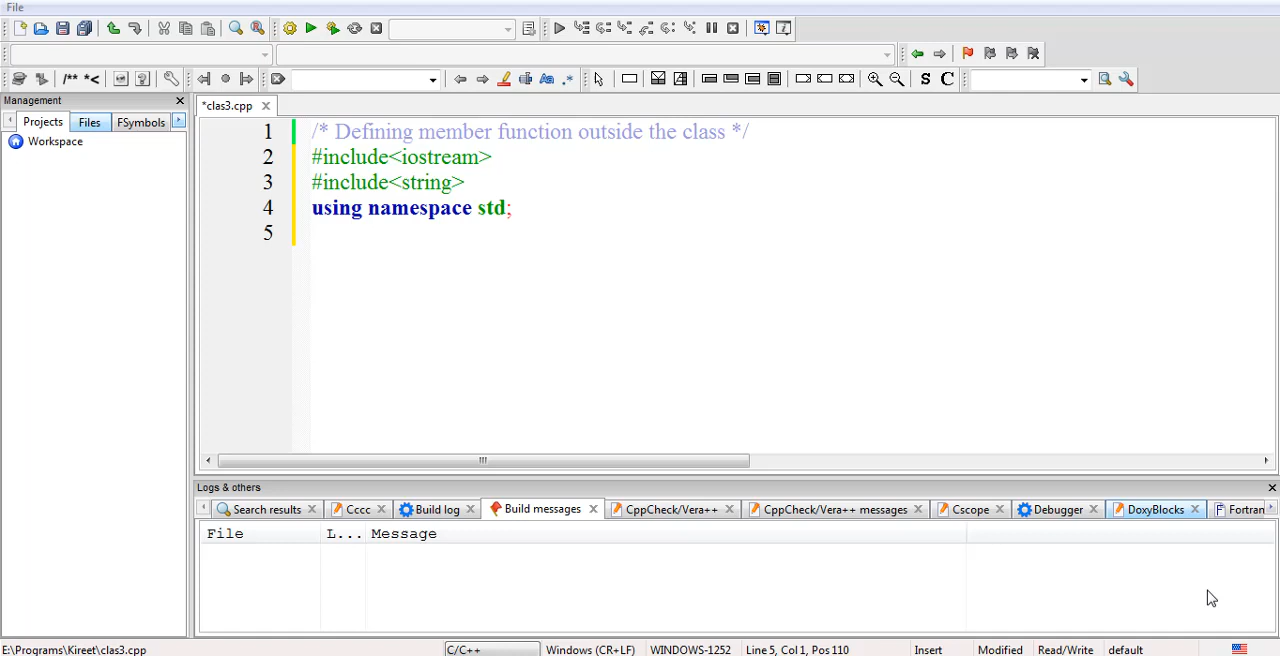 File
/** *<
S C
Management
*clas3.cpp
Projects Files FSymbols
Workspace
1 /* Defining member function outside the class */
2 #include<iostream>
3 #include<string>
4 using namespace std;
5
Logs & others
Search results Cccc Build log Build messages CppCheck/Vera++ CppCheck/Vera++ messages Cscope Debugger DoxyBlocks Fortran
File L... Message
E:\Programs\Kireet\clas3.cpp C/C++ Windows (CR+LF) WINDOWS-1252 Line 5, Col 1, Pos 110 Insert Modified Read/Write default